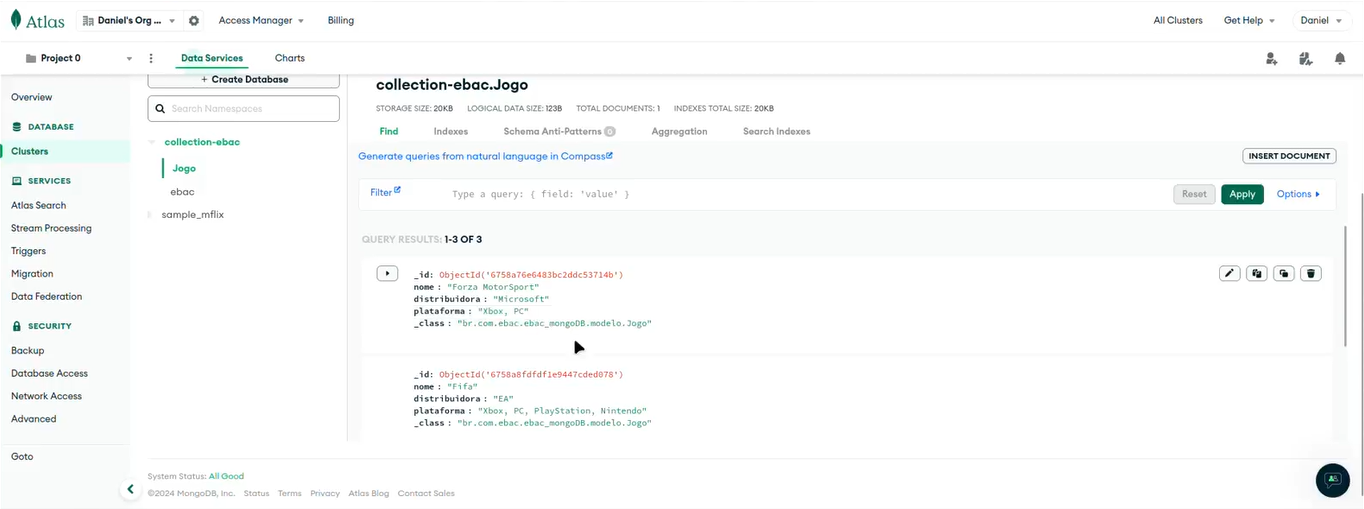 Atlas Daniel's Org ... Access Manager Billing All Clusters Get Help Daniel
Project 0 Data Services Charts
Overview
DATABASE
Clusters
SERVICES
Atlas Search
Stream Processing
Triggers
Migration
Data Federation
SECURITY
Backup
Database Access
Network Access
Advanced
Goto
+ Create Database
Search Namespaces
collection-ebac
Jogo
ebac
sample_mflix
collection-ebac.Jogo
STORAGE SIZE: 20KB LOGICAL DATA SIZE: 123B TOTAL DOCUMENTS: 1 INDEXES TOTAL SIZE: 20KB
Find Indexes Schema Anti-Patterns 0 Aggregation Search Indexes
Generate queries from natural language in Compass INSERT DOCUMENT
Filter Type a query: { field: 'value' } Reset Apply Options
QUERY RESULTS: 1-3 OF 3
_id: ObjectId('6758a76e6483bc2ddc53714b')
nome : "Forza MotorSport"
distribuidora : "Microsoft"
plataforma : "Xbox, PC"
_class : "br.com.ebac.ebac_mongoDB.modelo.Jogo"
_id: ObjectId('6758a8fdfdf1e9447cded078')
nome : "Fifa"
distribuidora : "EA"
plataforma : "Xbox, PC, PlayStation, Nintendo"
_class : "br.com.ebac.ebac_mongoDB.modelo.Jogo"
System Status: All Good
©2024 MongoDB, Inc. Status Terms Privacy Atlas Blog Contact Sales